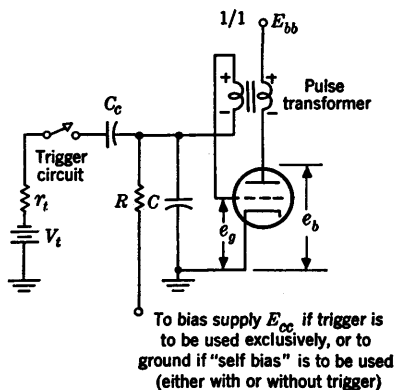 1/1
E_bb
+
+
-
-
Pulse
transformer
C_c
Trigger
circuit
r_t
V_t
R
C
e_g
e_b
To bias supply E_cc if trigger is
to be used exclusively, or to
ground if "self bias" is to be used
(either with or without trigger)